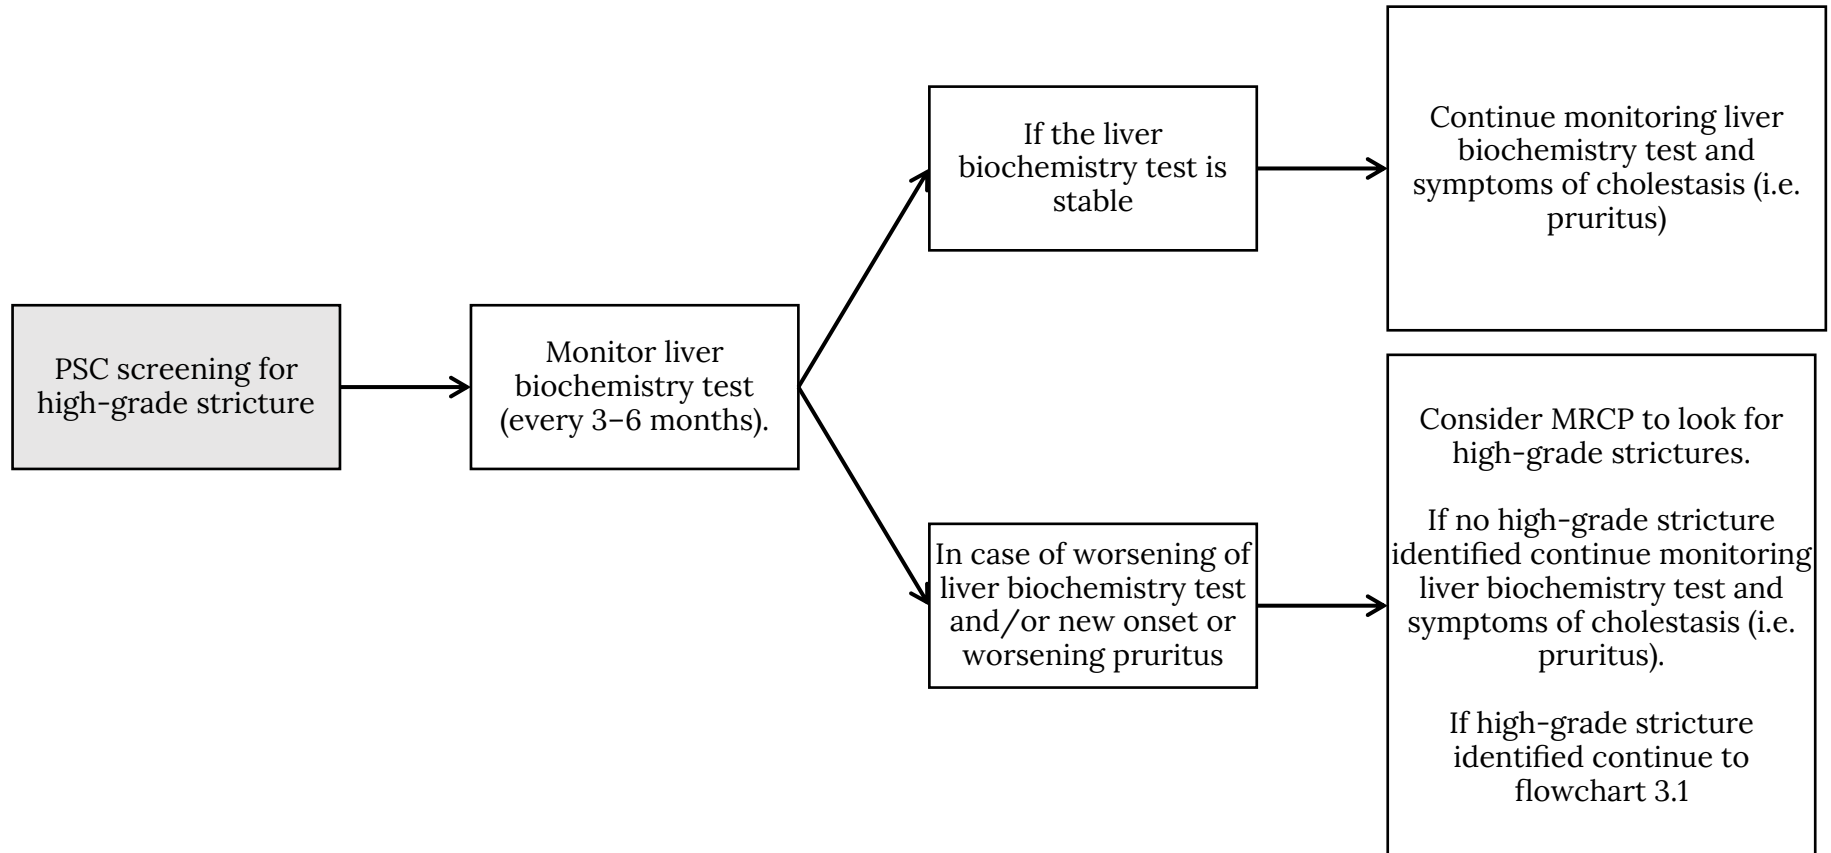 PSC screening for
high-grade stricture
Monitor liver
biochemistry test
(every 3–6 months).
If the liver
biochemistry test is
stable
Continue monitoring liver
biochemistry test and
symptoms of cholestasis (i.e.
pruritus)
In case of worsening of
liver biochemistry test
and/or new onset or
worsening pruritus
Consider MRCP to look for
high-grade strictures.
If no high-grade stricture
identified continue monitoring
liver biochemistry test and
symptoms of cholestasis (i.e.
pruritus).
If high-grade stricture
identified continue to
flowchart 3.1